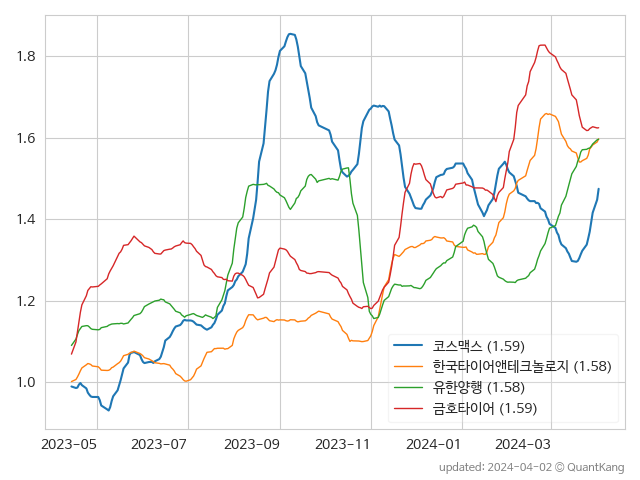 1.8
1.6
1.4
1.2
1.0
2023-05 2023-07 2023-09 2023-11 2024-01 2024-03
코스맥스 (1.59)
한국타이어앤테크놀로지 (1.58)
유한양행 (1.58)
금호타이어 (1.59)
updated: 2024-04-02 © QuantKang